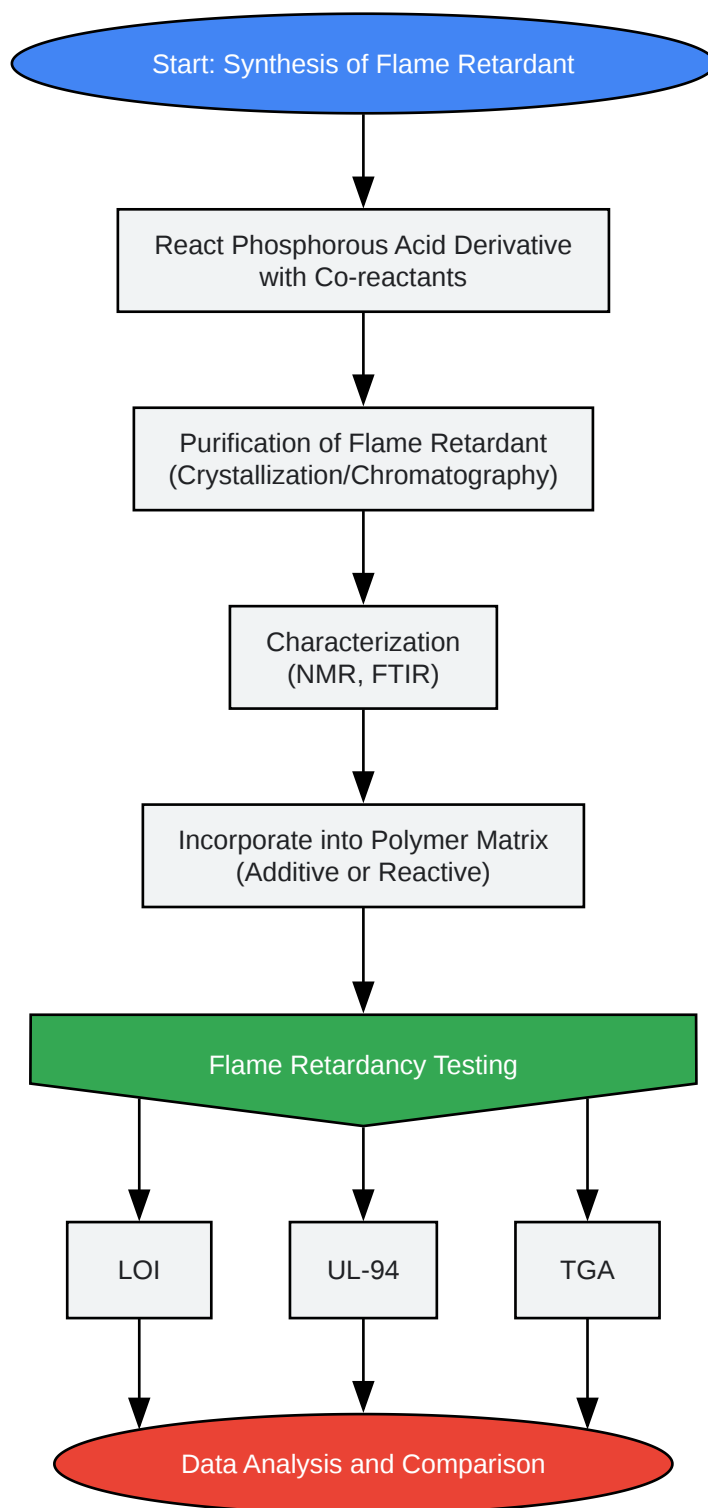 Start: Synthesis of Flame Retardant
React Phosphorous Acid Derivative
with Co-reactants
Purification of Flame Retardant
(Crystallization/Chromatography)
Characterization
(NMR, FTIR)
Incorporate into Polymer Matrix
(Additive or Reactive)
Flame Retardancy Testing
LOI
UL-94
TGA
Data Analysis and Comparison